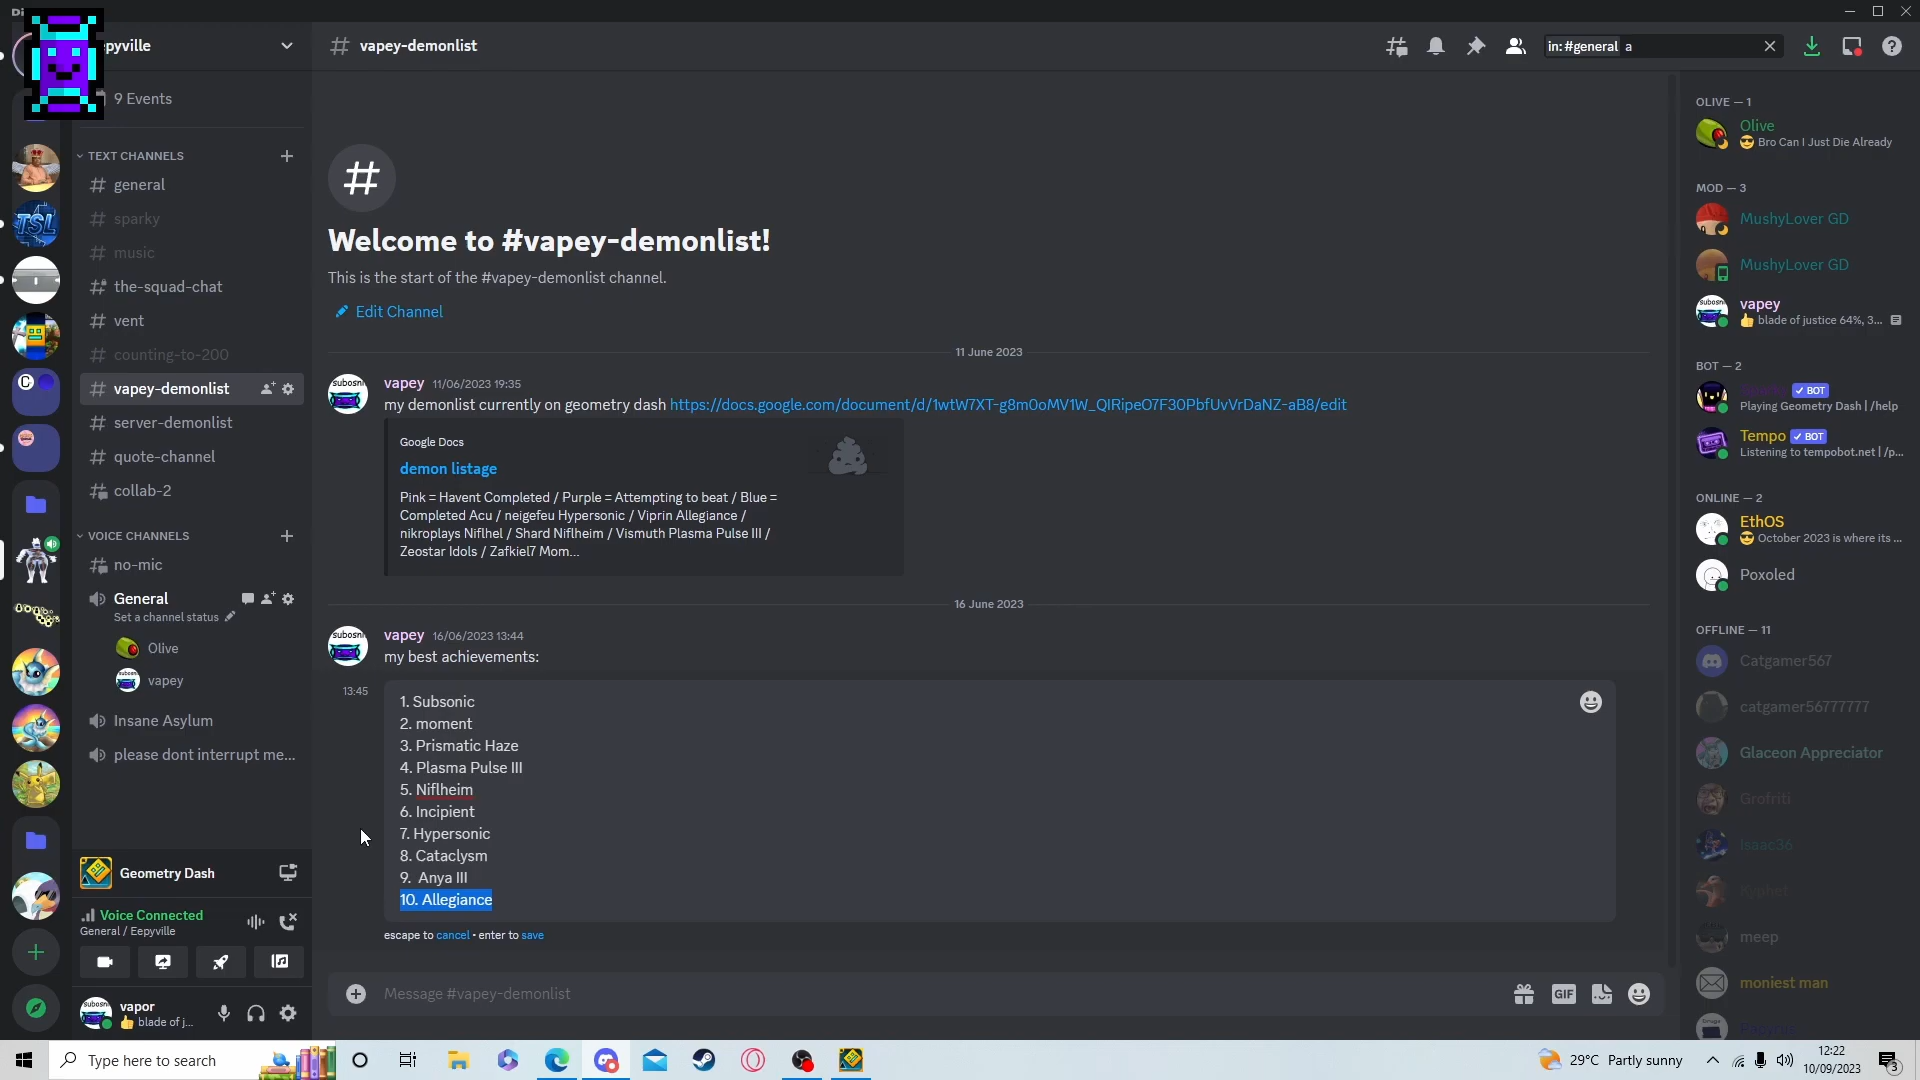 Di
epyville
vapey-demonlist
in: #general a
9 Events
TEXT CHANNELS
general
sparky
music
the-squad-chat
vent
counting-to-200
vapey-demonlist
server-demonlist
quote-channel
collab-2
VOICE CHANNELS
no-mic
General
Set a channel status
Olive
vapey
Insane Asylum
please dont interrupt me...
Geometry Dash
Voice Connected
General / Eepyville
vapor
👍 blade of j...
TSL
Welcome to #vapey-demonlist!
This is the start of the #vapey-demonlist channel.
Edit Channel
11 June 2023
vapey 11/06/2023 19:35
my demonlist currently on geometry dash https://docs.google.com/document/d/1wtW7XT-g8m0oMV1W_QIRipeO7F30PbfUvVrDaNZ-aB8/edit
Google Docs
demon listage
Pink = Havent Completed / Purple = Attempting to beat / Blue =
Completed Acu / neigefeu Hypersonic / Viprin Allegiance /
nikroplays Niflhel / Shard Niflheim / Vismuth Plasma Pulse III /
Zeostar Idols / Zafkiel7 Mom...
16 June 2023
vapey 16/06/2023 13:44
my best achievements:
13:45
1. Subsonic
2. moment
3. Prismatic Haze
4. Plasma Pulse III
5. Niflheim
6. Incipient
7. Hypersonic
8. Cataclysm
9. Anya III
10. Allegiance
escape to cancel • enter to save
Message #vapey-demonlist
GIF
OLIVE — 1
Olive
😎 Bro Can I Just Die Already
MOD — 3
MushyLover GD
MushyLover GD
vapey
👍 blade of justice 64%, 3...
BOT — 2
✓ BOT
Playing Geometry Dash | /help
Tempo ✓ BOT
Listening to tempobot.net | /p...
ONLINE — 2
EthOS
😎 October 2023 is where its ...
Poxoled
OFFLINE — 11
Catgamer567
catgamer56777777
Glaceon Appreciator
Grofriti
Isaac36
Kyphet
meep
moniest man
Type here to search
29°C Partly sunny
12:22
10/09/2023
3